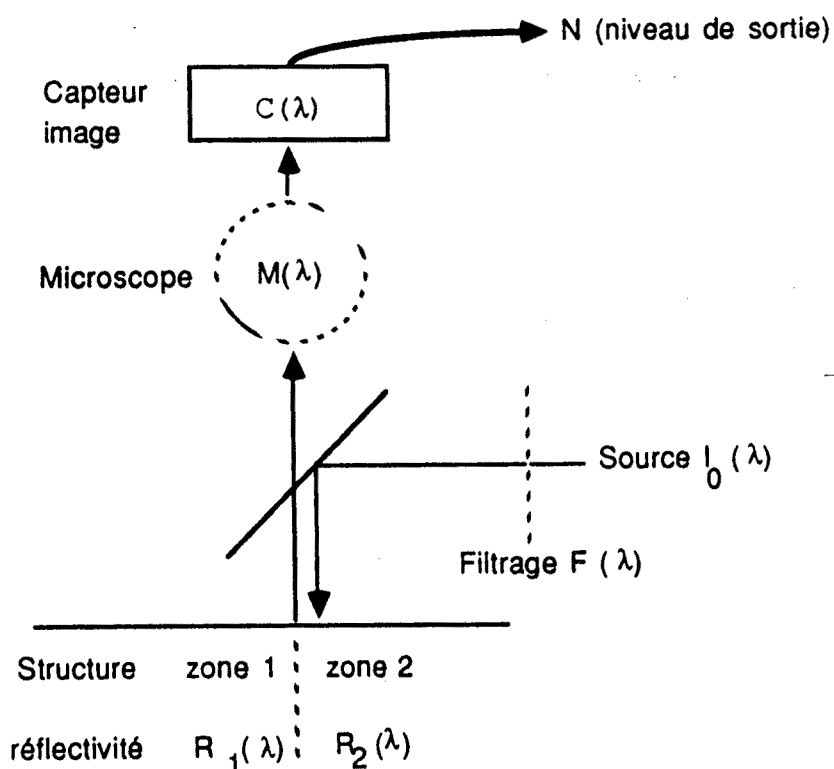 N (niveau de sortie)
Capteur
image
C(λ)
Microscope
M(λ)
Source I₀(λ)
Filtrage F(λ)
Structure zone 1 zone 2
réflectivité R₁(λ) R₂(λ)